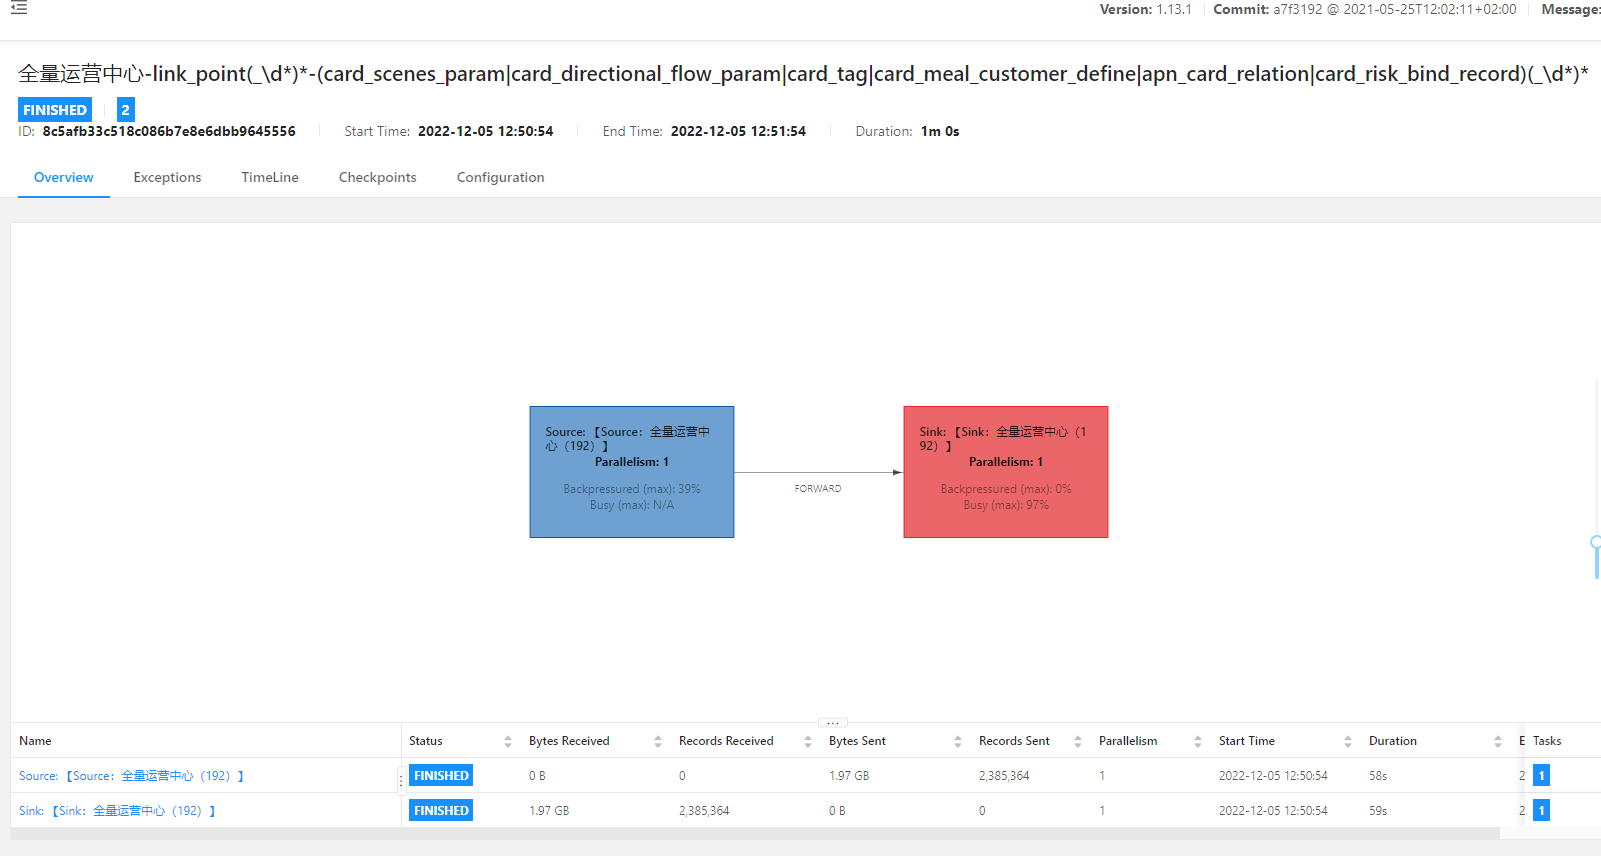 Version: 1.13.1 Commit: a7f3192 @ 2021-05-25T12:02:11+02:00 Message:
全量运营中心-link_point(_\d*)*-(card_scenes_param|card_directional_flow_param|card_tag|card_meal_customer_define|apn_card_relation|card_risk_bind_record)(_\d*)*
FINISHED 2
ID: 8c5afb33c518c086b7e8e6dbb9645556 Start Time: 2022-12-05 12:50:54 End Time: 2022-12-05 12:51:54 Duration: 1m 0s
Overview Exceptions TimeLine Checkpoints Configuration
Source: 【Source：全量运营中
心（192）】
Parallelism: 1
Backpressured (max): 39%
Busy (max): N/A
FORWARD
Sink: 【Sink：全量运营中心（1
92）】
Parallelism: 1
Backpressured (max): 0%
Busy (max): 97%
Name Status Bytes Received Records Received Bytes Sent Records Sent Parallelism Start Time Duration E Tasks
Source: 【Source：全量运营中心（192）】 FINISHED 0 B 0 1.97 GB 2,385,364 1 2022-12-05 12:50:54 58s 2 1
Sink: 【Sink：全量运营中心（192）】 FINISHED 1.97 GB 2,385,364 0 B 0 1 2022-12-05 12:50:54 59s 2 1